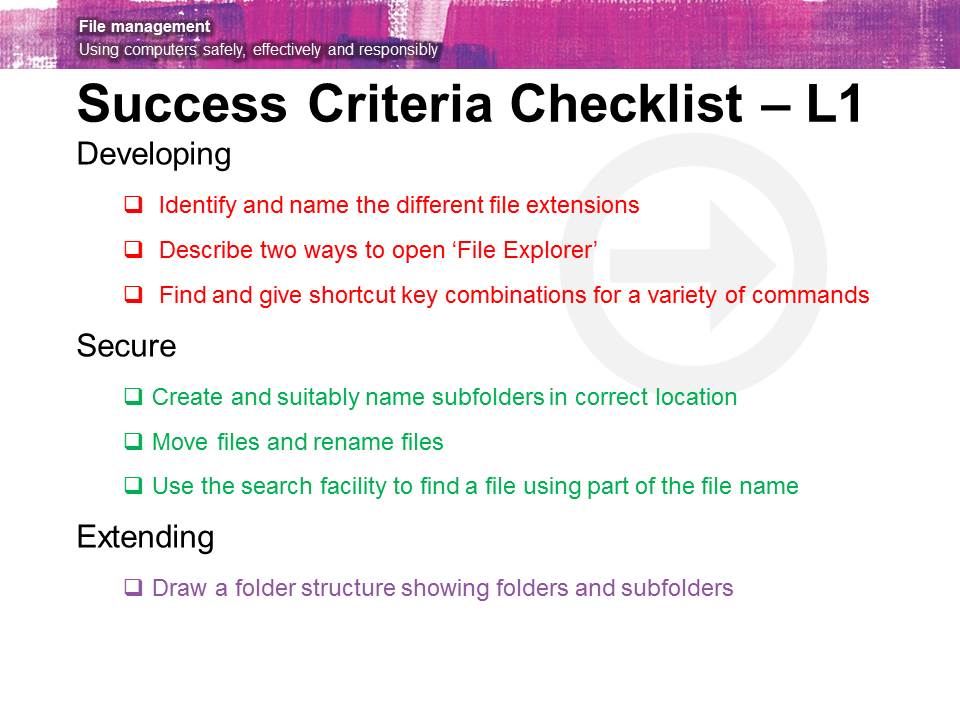 File management
Using computers safely, effectively and responsibly
Success Criteria Checklist – L1
Developing
❑ Identify and name the different file extensions
❑ Describe two ways to open ‘File Explorer’
❑ Find and give shortcut key combinations for a variety of commands
Secure
❑ Create and suitably name subfolders in correct location
❑ Move files and rename files
❑ Use the search facility to find a file using part of the file name
Extending
❑ Draw a folder structure showing folders and subfolders